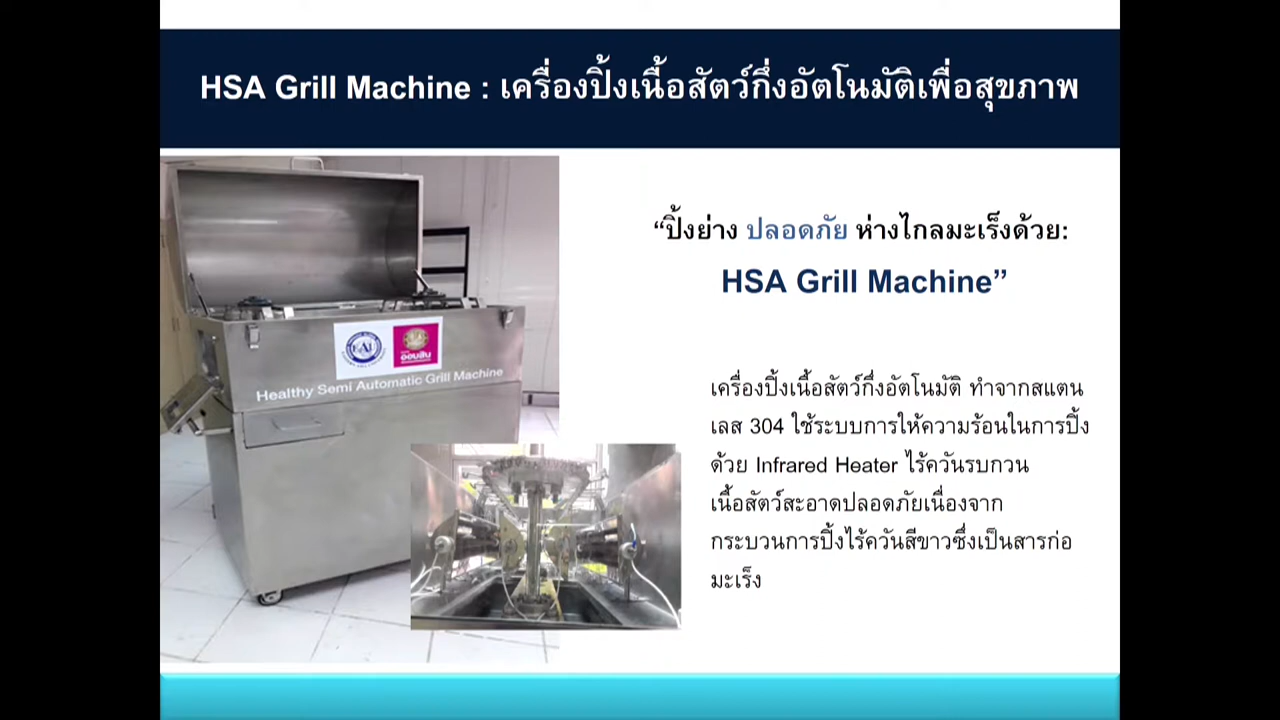 HSA Grill Machine : เครื่องปิ้งเนื้อสัตว์กึ่งอัตโนมัติเพื่อสุขภาพ
“ปิ้งย่าง ปลอดภัย ห่างไกลมะเร็งด้วย:
HSA Grill Machine”
ออมสิน
Healthy Semi Automatic Grill Machine
เครื่องปิ้งเนื้อสัตว์กึ่งอัตโนมัติ ทำจากสแตน
เลส 304 ใช้ระบบการให้ความร้อนในการปิ้ง
ด้วย Infrared Heater ไร้ควันรบกวน
เนื้อสัตว์สะอาดปลอดภัยเนื่องจาก
กระบวนการปิ้งไร้ควันสีขาวซึ่งเป็นสารก่อ
มะเร็ง